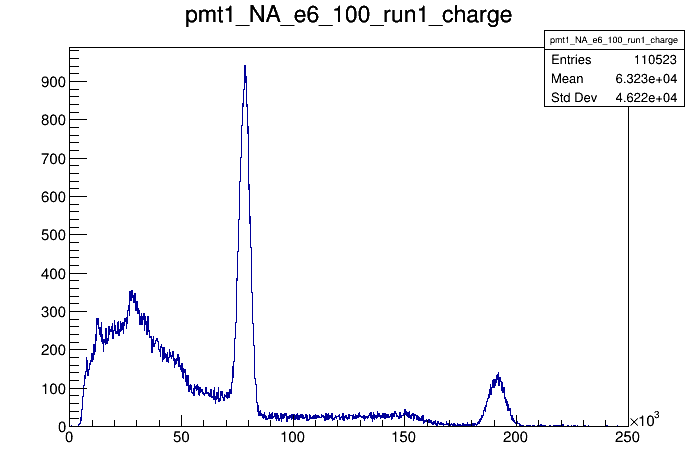 pmt1_NA_e6_100_run1_charge
pmt1_NA_e6_100_run1_charge
Entries 110523
Mean 6.323e+04
Std Dev 4.622e+04
900
800
700
600
500
400
300
200
100
0
0 50 100 150 200 250
×10³